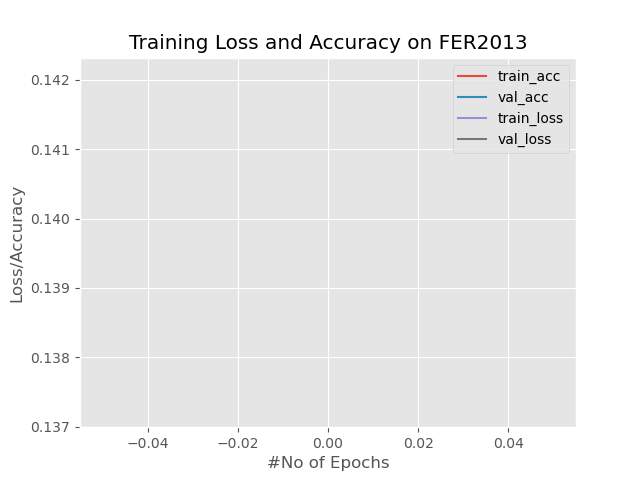 Training Loss and Accuracy on FER2013
train_acc
val_acc
train_loss
val_loss
0.142
0.141
0.140
0.139
0.138
0.137
Loss/Accuracy
−0.04
−0.02
0.00
0.02
0.04
#No of Epochs